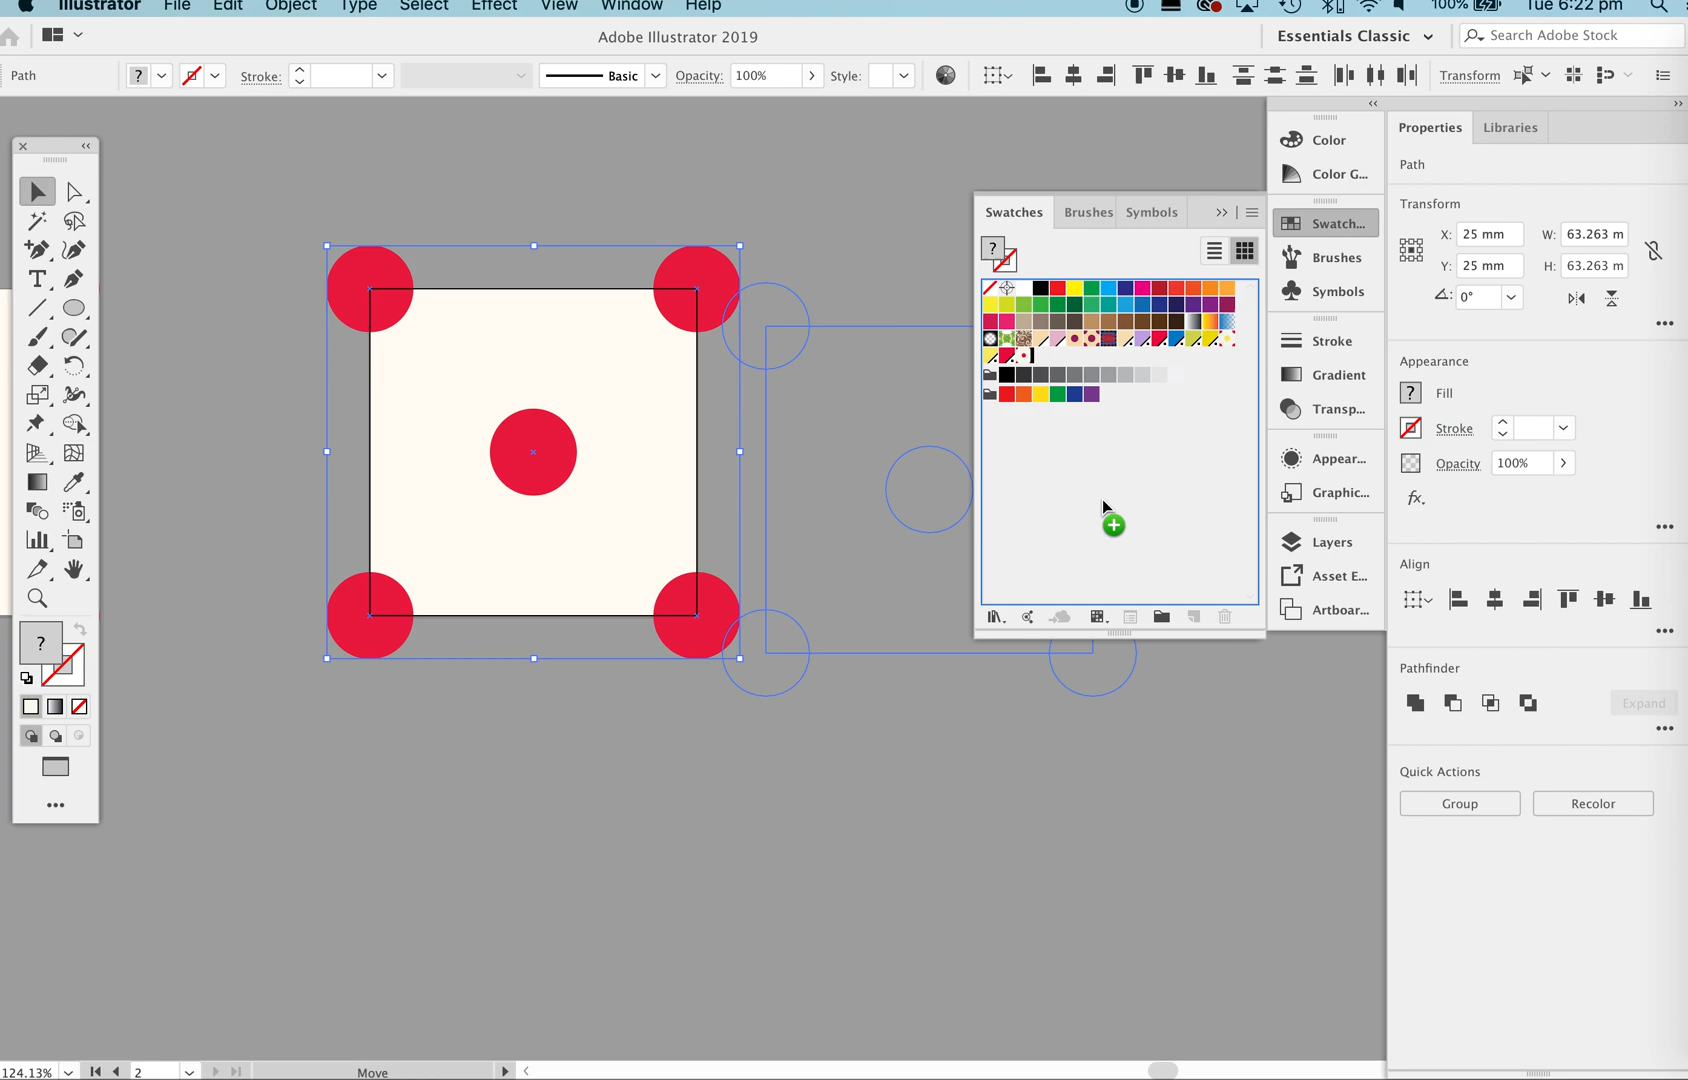 Illustrator File Edit Object Type Select Effect View Window Help 100% Tue 6:22 pm
Adobe Illustrator 2019 Essentials Classic Search Adobe Stock
Path ? Stroke: Basic Opacity: 100% Style: Transform
Properties Libraries
Color
Color G...
Swatch...
Brushes
Symbols
Stroke
Gradient
Transp...
Appear...
Graphic...
Layers
Asset E...
Artboar...
Swatches Brushes Symbols
?
?
Path
Transform
X: 25 mm W: 63.263 m
Y: 25 mm H: 63.263 m
0°
Appearance
? Fill
Stroke
Opacity 100%
fx.
Align
Pathfinder
Expand
Quick Actions
Group Recolor
124.13% 2 Move